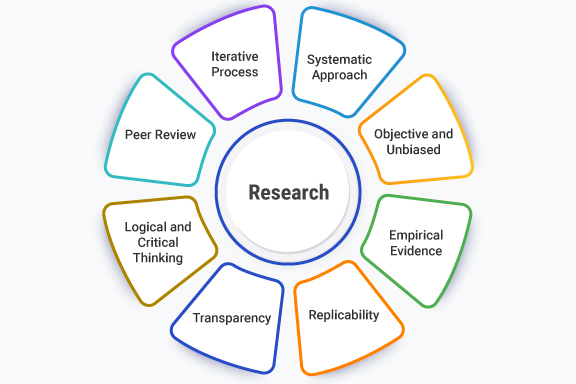 Iterative
Process
Systematic
Approach
Peer Review
Objective and
Unbiased
Research
Logical and
Critical
Thinking
Empirical
Evidence
Transparency
Replicability